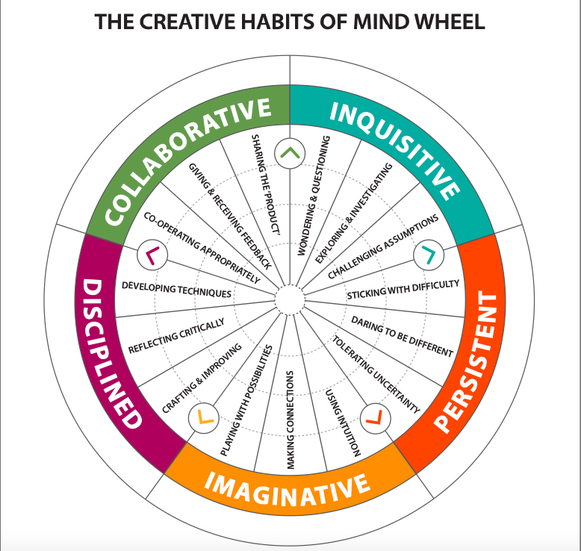 THE CREATIVE HABITS OF MIND WHEEL
INQUISITIVE
WONDERING & QUESTIONING
EXPLORING & INVESTIGATING
CHALLENGING ASSUMPTIONS
PERSISTENT
STICKING WITH DIFFICULTY
DARING TO BE DIFFERENT
TOLERATING UNCERTAINTY
IMAGINATIVE
USING INTUITION
MAKING CONNECTIONS
PLAYING WITH POSSIBILITIES
DISCIPLINED
CRAFTING & IMPROVING
REFLECTING CRITICALLY
DEVELOPING TECHNIQUES
COLLABORATIVE
CO-OPERATING APPROPRIATELY
GIVING & RECEIVING FEEDBACK
SHARING THE 'PRODUCT'